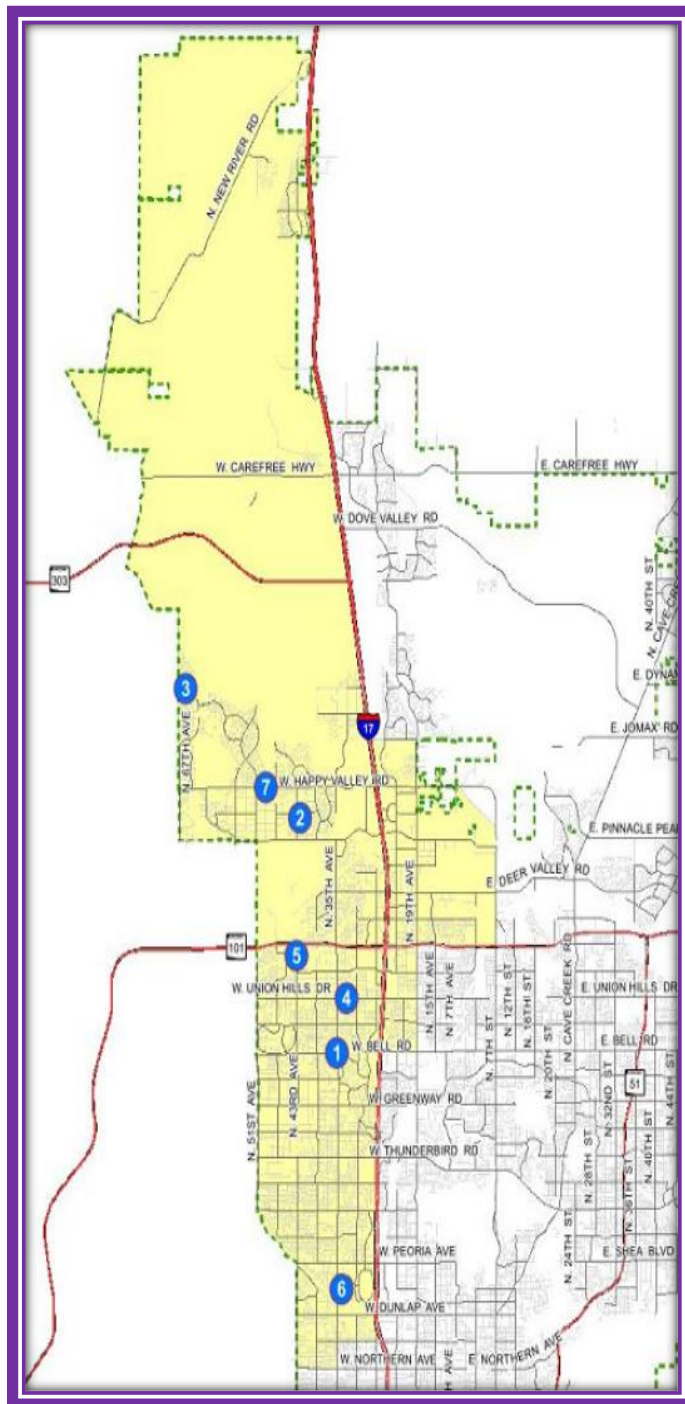 N. NEW RIVER RD
W. CAREFREE HWY
E. CAREFREE HWY
W. DOVE VALLEY RD
303
N. 40TH ST
N. CAVE CREE
E. DYNAM
3
17
E. JOMAX RD
N. 67TH AVE
7
W. HAPPY VALLEY RD
2
E. PINNACLE PEA
N. 35TH AVE
N. 19TH AVE
E. DEER VALLEY RD
101
5
W. UNION HILLS DR
4
N. 15TH AVE
N. 7TH AVE
N. 12TH ST
N. 16TH ST
N. CAVE CREEK RD
E. UNION HILLS DR
1
W. BELL RD
N. 7TH ST
E. BELL RD
N. 51ST AVE
N. 43RD AVE
W. GREENWAY RD
N. 20TH ST
N. 32ND ST
51
N. 44TH ST
W. THUNDERBIRD RD
N. 28TH ST
N. 36TH ST
N. 40TH ST
W. PEORIA AVE
N. 24TH ST
E. SHEA BLVD
6
W. DUNLAP AVE
W. NORTHERN AVE
H AVE
E. NORTHERN AVE